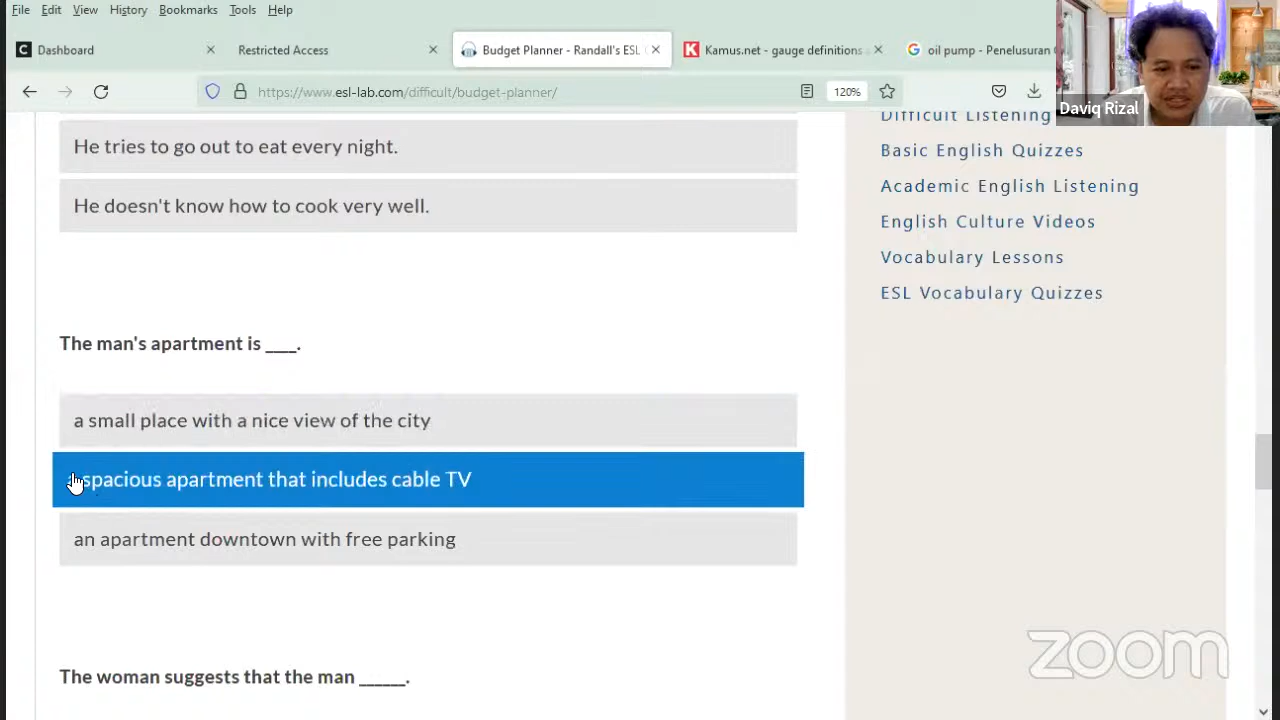 File Edit View History Bookmarks Tools Help
Dashboard
Restricted Access
Budget Planner - Randall's ESL
Kamus.net - gauge definitions
oil pump - Penelusuran
https://www.esl-lab.com/difficult/budget-planner/
120%
Daviq Rizal
He tries to go out to eat every night.
He doesn't know how to cook very well.
The man's apartment is ____.
a small place with a nice view of the city
spacious apartment that includes cable TV
an apartment downtown with free parking
The woman suggests that the man ______.
Difficult Listening
Basic English Quizzes
Academic English Listening
English Culture Videos
Vocabulary Lessons
ESL Vocabulary Quizzes
zoom